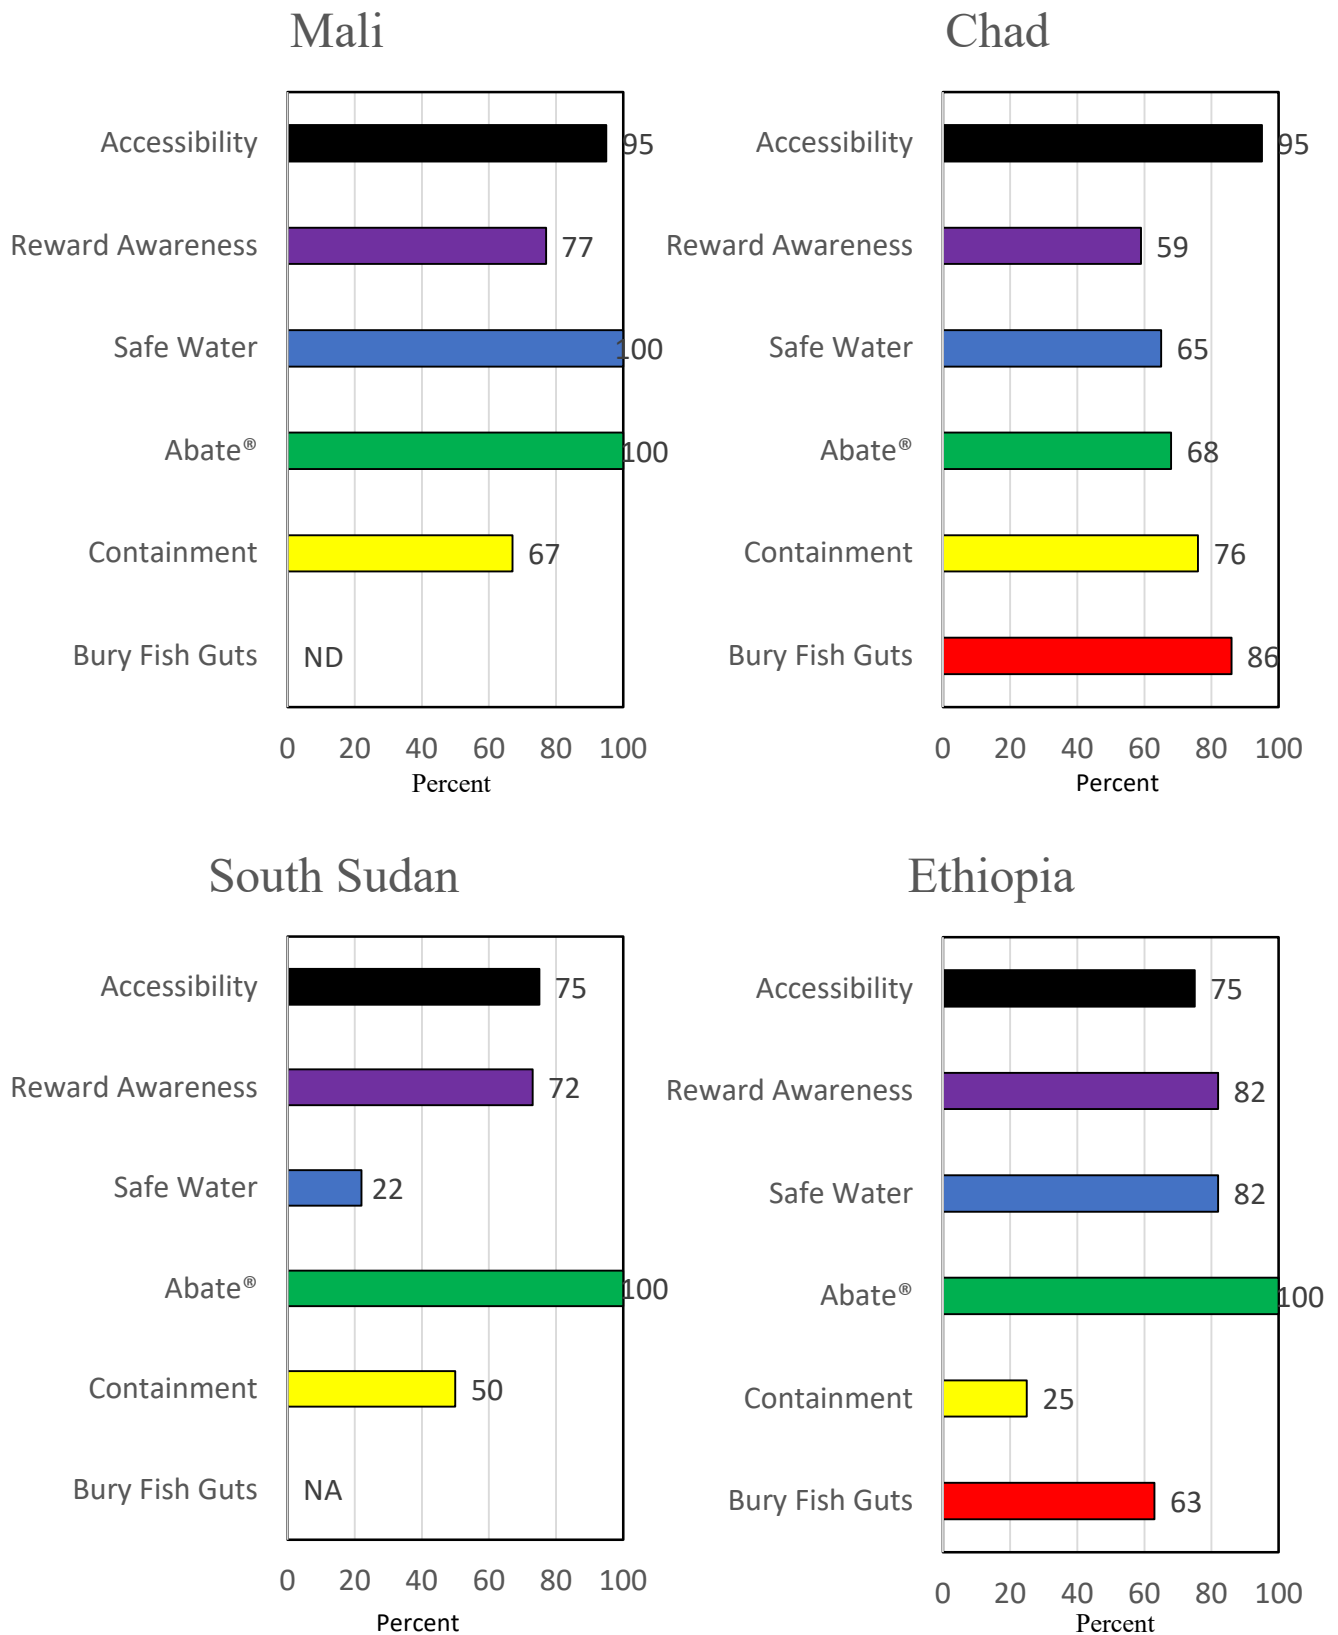 Mali
Accessibility 95
Reward Awareness 77
Safe Water 100
Abate® 100
Containment 67
Bury Fish Guts ND
0 20 40 60 80 100
Percent
Chad
Accessibility 95
Reward Awareness 59
Safe Water 65
Abate® 68
Containment 76
Bury Fish Guts 86
0 20 40 60 80 100
Percent
South Sudan
Accessibility 75
Reward Awareness 72
Safe Water 22
Abate® 100
Containment 50
Bury Fish Guts NA
0 20 40 60 80 100
Percent
Ethiopia
Accessibility 75
Reward Awareness 82
Safe Water 82
Abate® 100
Containment 25
Bury Fish Guts 63
0 20 40 60 80 100
Percent